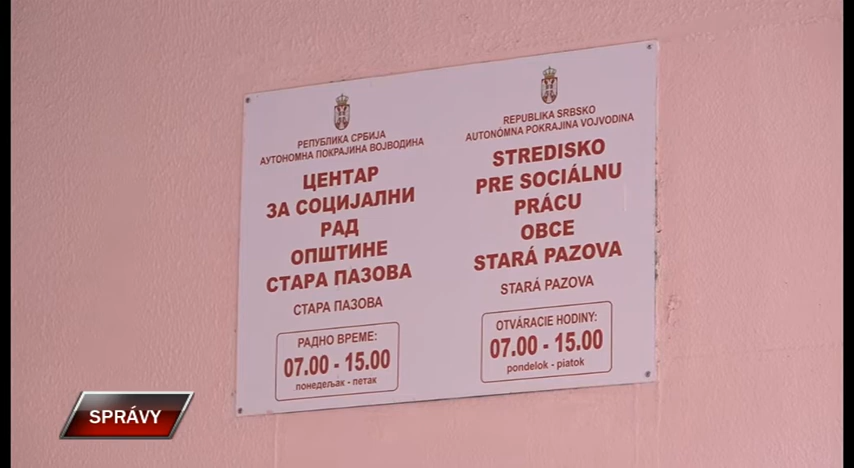 РЕПУБЛИКА СРБИЈА
АУТОНОМНА ПОКРАЈИНА ВОЈВОДИНА
ЦЕНТАР
ЗА СОЦИЈАЛНИ
РАД
ОПШТИНЕ
СТАРА ПАЗОВА
СТАРА ПАЗОВА
РАДНО ВРЕМЕ:
07.00 - 15.00
понедељак - петак
REPUBLIKA SRBSKO
AUTONÓMNA POKRAJINA VOJVODINA
STREDISKO
PRE SOCIÁLNU
PRÁCU
OBCE
STARÁ PAZOVA
STARÁ PAZOVA
OTVÁRACIE HODINY:
07.00 - 15.00
pondelok - piatok
SPRÁVY